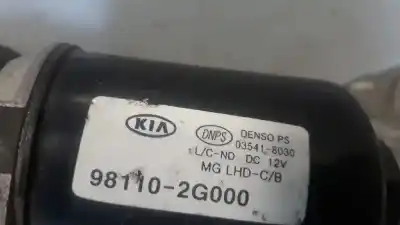 KIA
DNPS
DENSO PS
03541-8030
L/C-ND DC 12V
MG LHD-C/B
98110-2G000